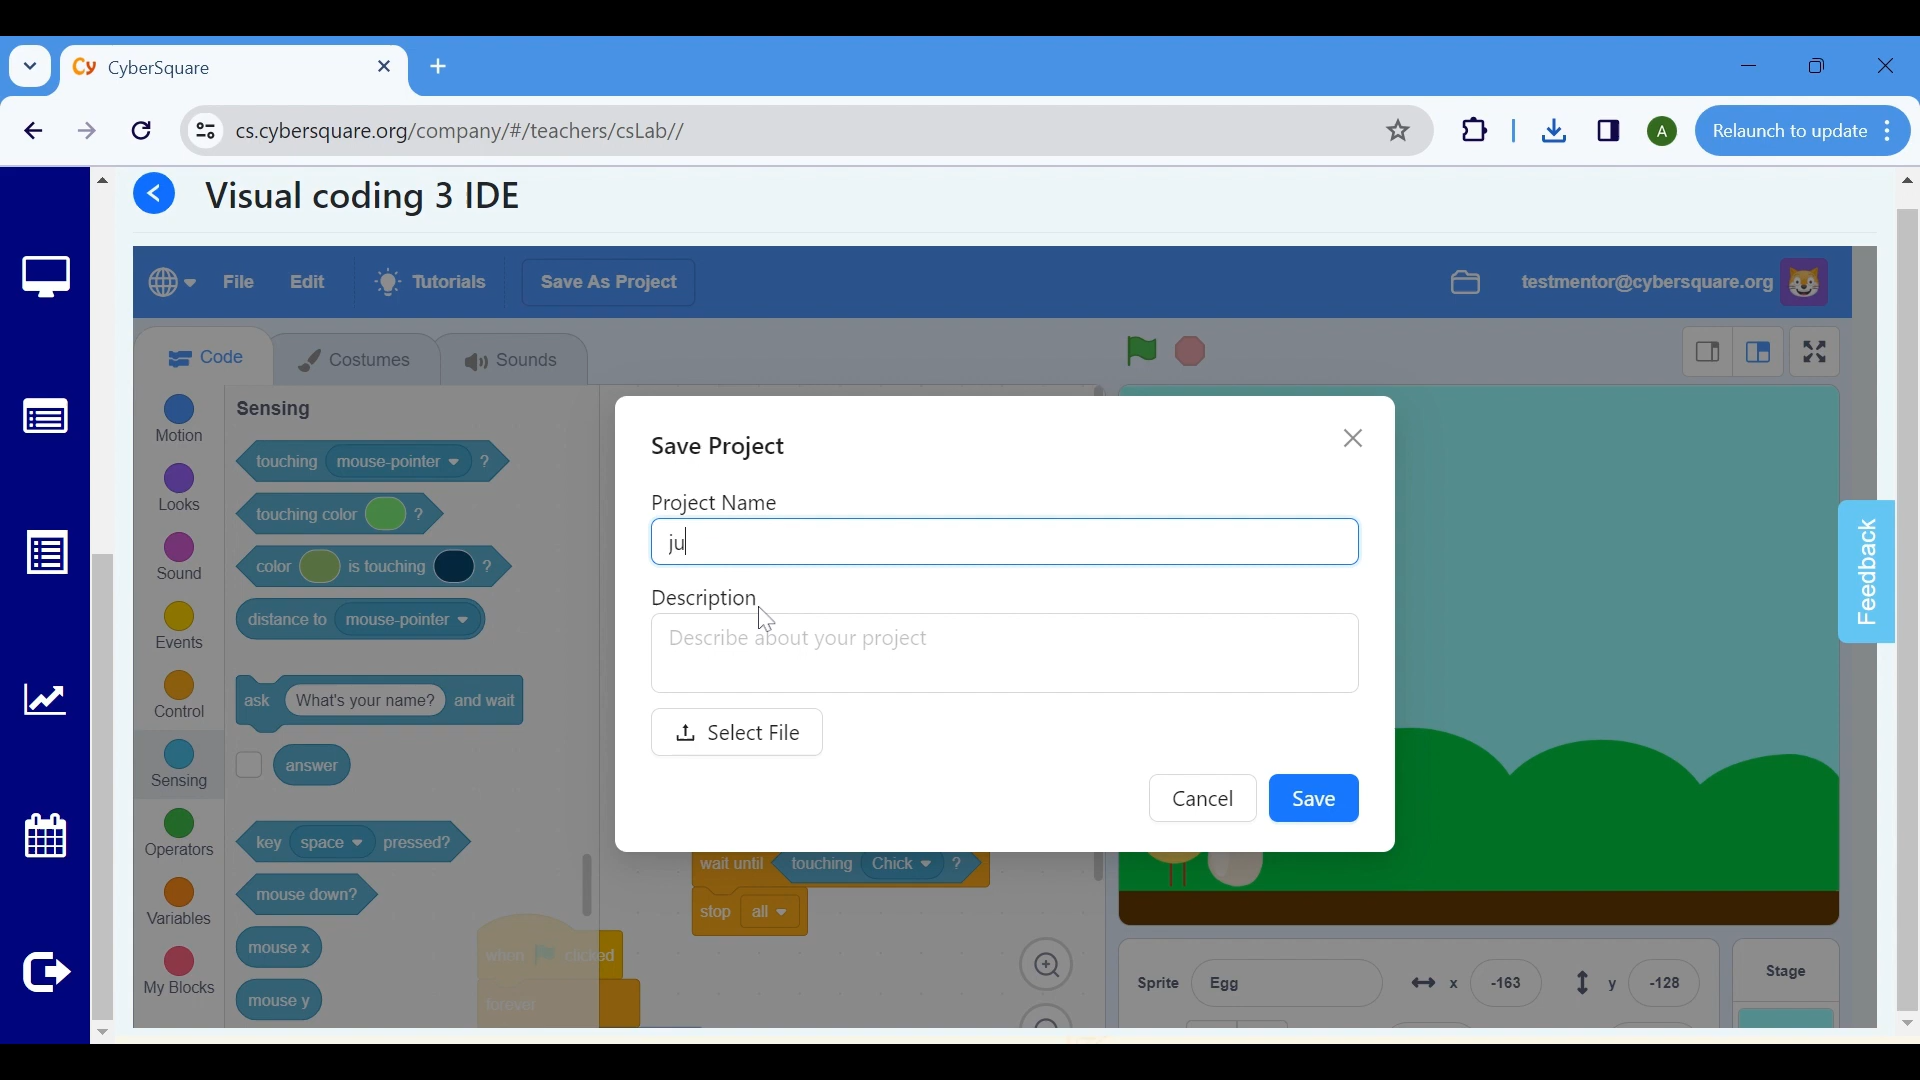 CyberSquare
cs.cybersquare.org/company/#/teachers/csLab//
A
Relaunch to update
Visual coding 3 IDE
File
Edit
Tutorials
Save As Project
testmentor@cybersquare.org
Code
Costumes
Sounds
Motion
Looks
Sound
Events
Control
Sensing
Operators
Variables
My Blocks
Sensing
touching mouse-pointer ?
touching color ?
color is touching ?
distance to mouse-pointer
ask What's your name? and wait
answer
key space pressed?
mouse down?
mouse x
mouse y
Save Project
Project Name
ju
Description
Describe about your project
Select File
Cancel
Save
wait until touching Chick ?
stop all
when clicked
forever
Feedback
Sprite Egg x -163 y -128
Stage